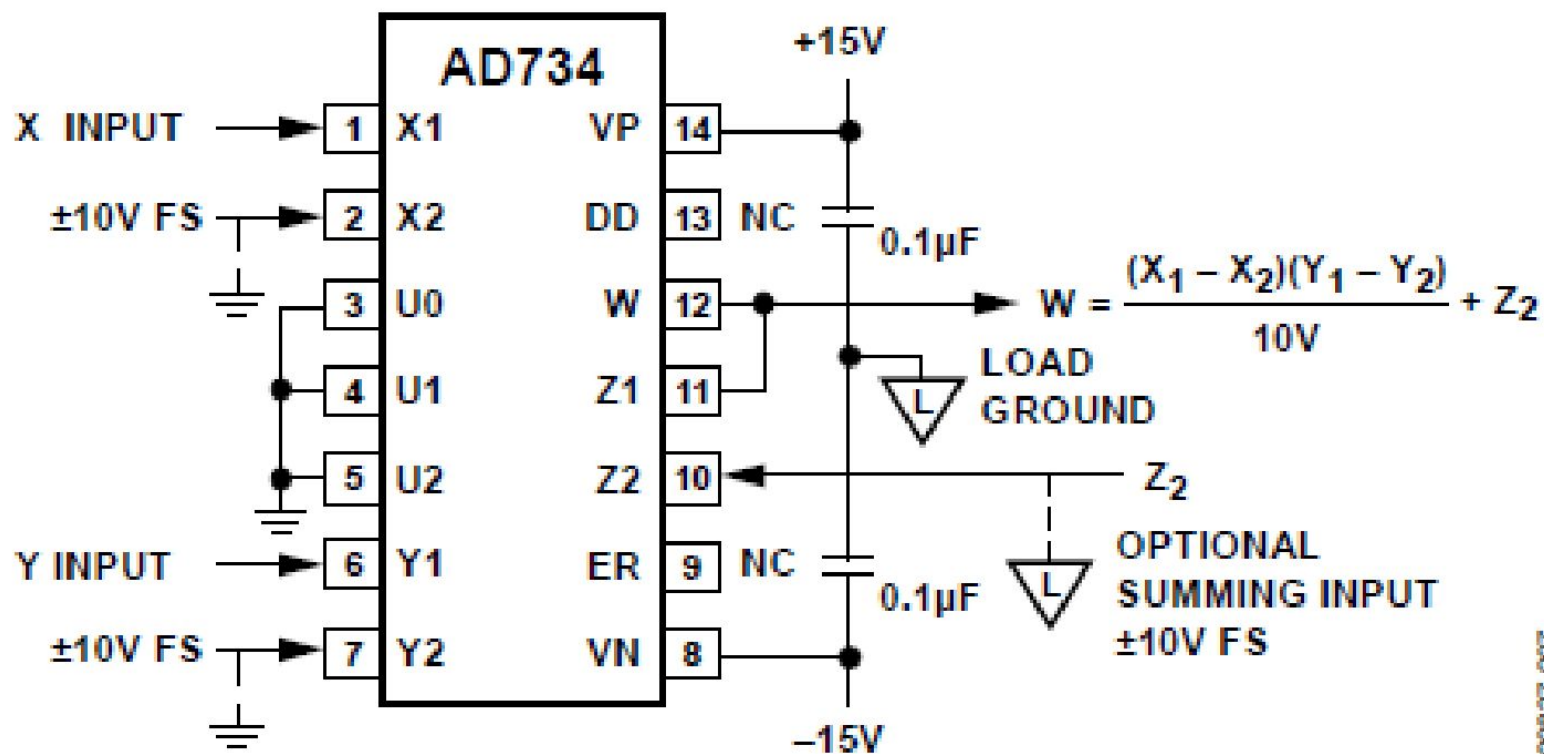 AD734
+15V
X INPUT
1 X1
VP 14
±10V FS
2 X2
DD 13 NC
0.1µF
3 U0
W 12
W = (X1 – X2)(Y1 – Y2) / 10V + Z2
4 U1
Z1 11
L
LOAD
GROUND
5 U2
Z2 10
Z2
Y INPUT
6 Y1
ER 9 NC
0.1µF
L
OPTIONAL
SUMMING INPUT
±10V FS
±10V FS
7 Y2
VN 8
–15V